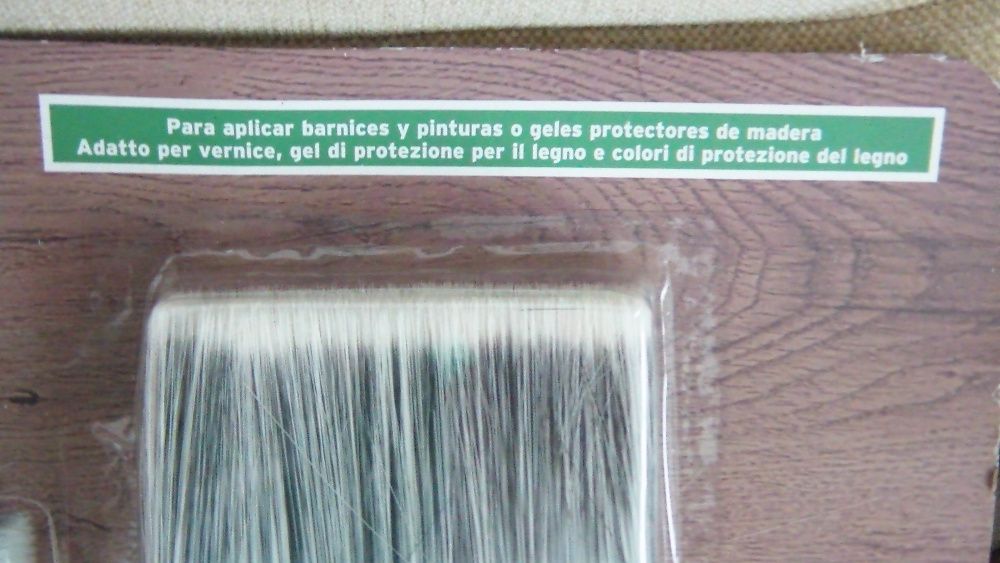 Para aplicar barnices y pinturas o geles protectores de madera
Adatto per vernice, gel di protezione per il legno e colori di protezione del legno